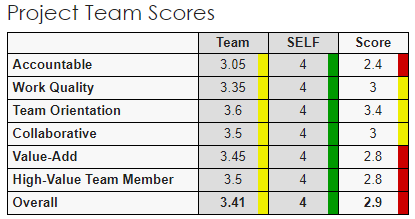 Project Team Scores
Team SELF Score
Accountable 3.05 4 2.4
Work Quality 3.35 4 3
Team Orientation 3.6 4 3.4
Collaborative 3.5 4 3
Value-Add 3.45 4 2.8
High-Value Team Member 3.5 4 2.8
Overall 3.41 4 2.9